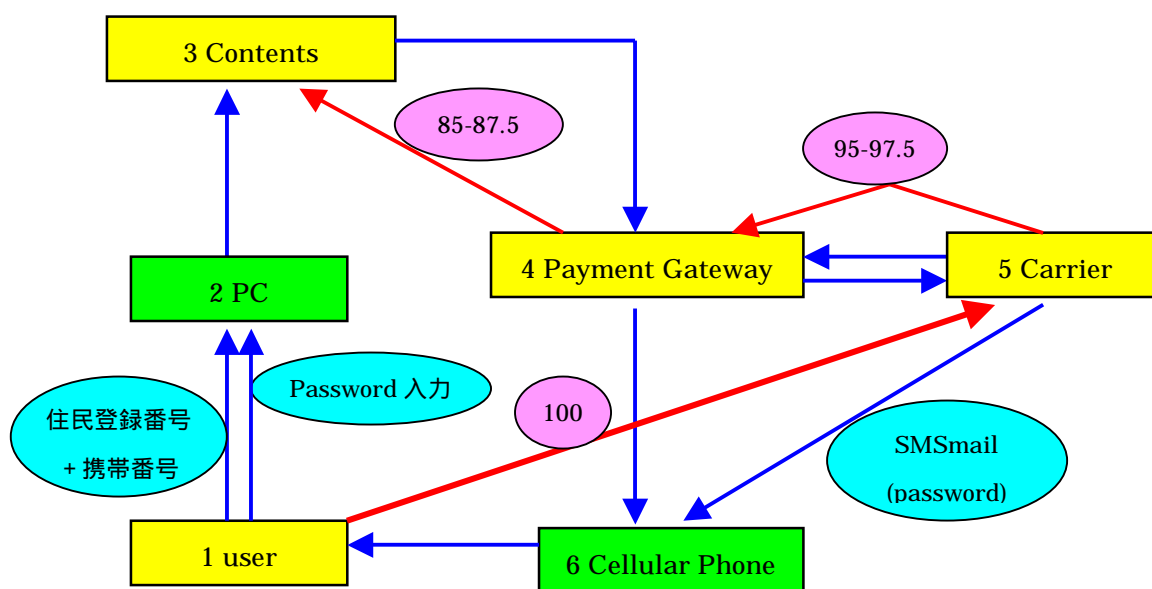 3 Contents
85-87.5
95-97.5
4 Payment Gateway
5 Carrier
2 PC
Password 入力
住民登録番号
+ 携帯番号
100
SMSmail
(password)
1 user
6 Cellular Phone